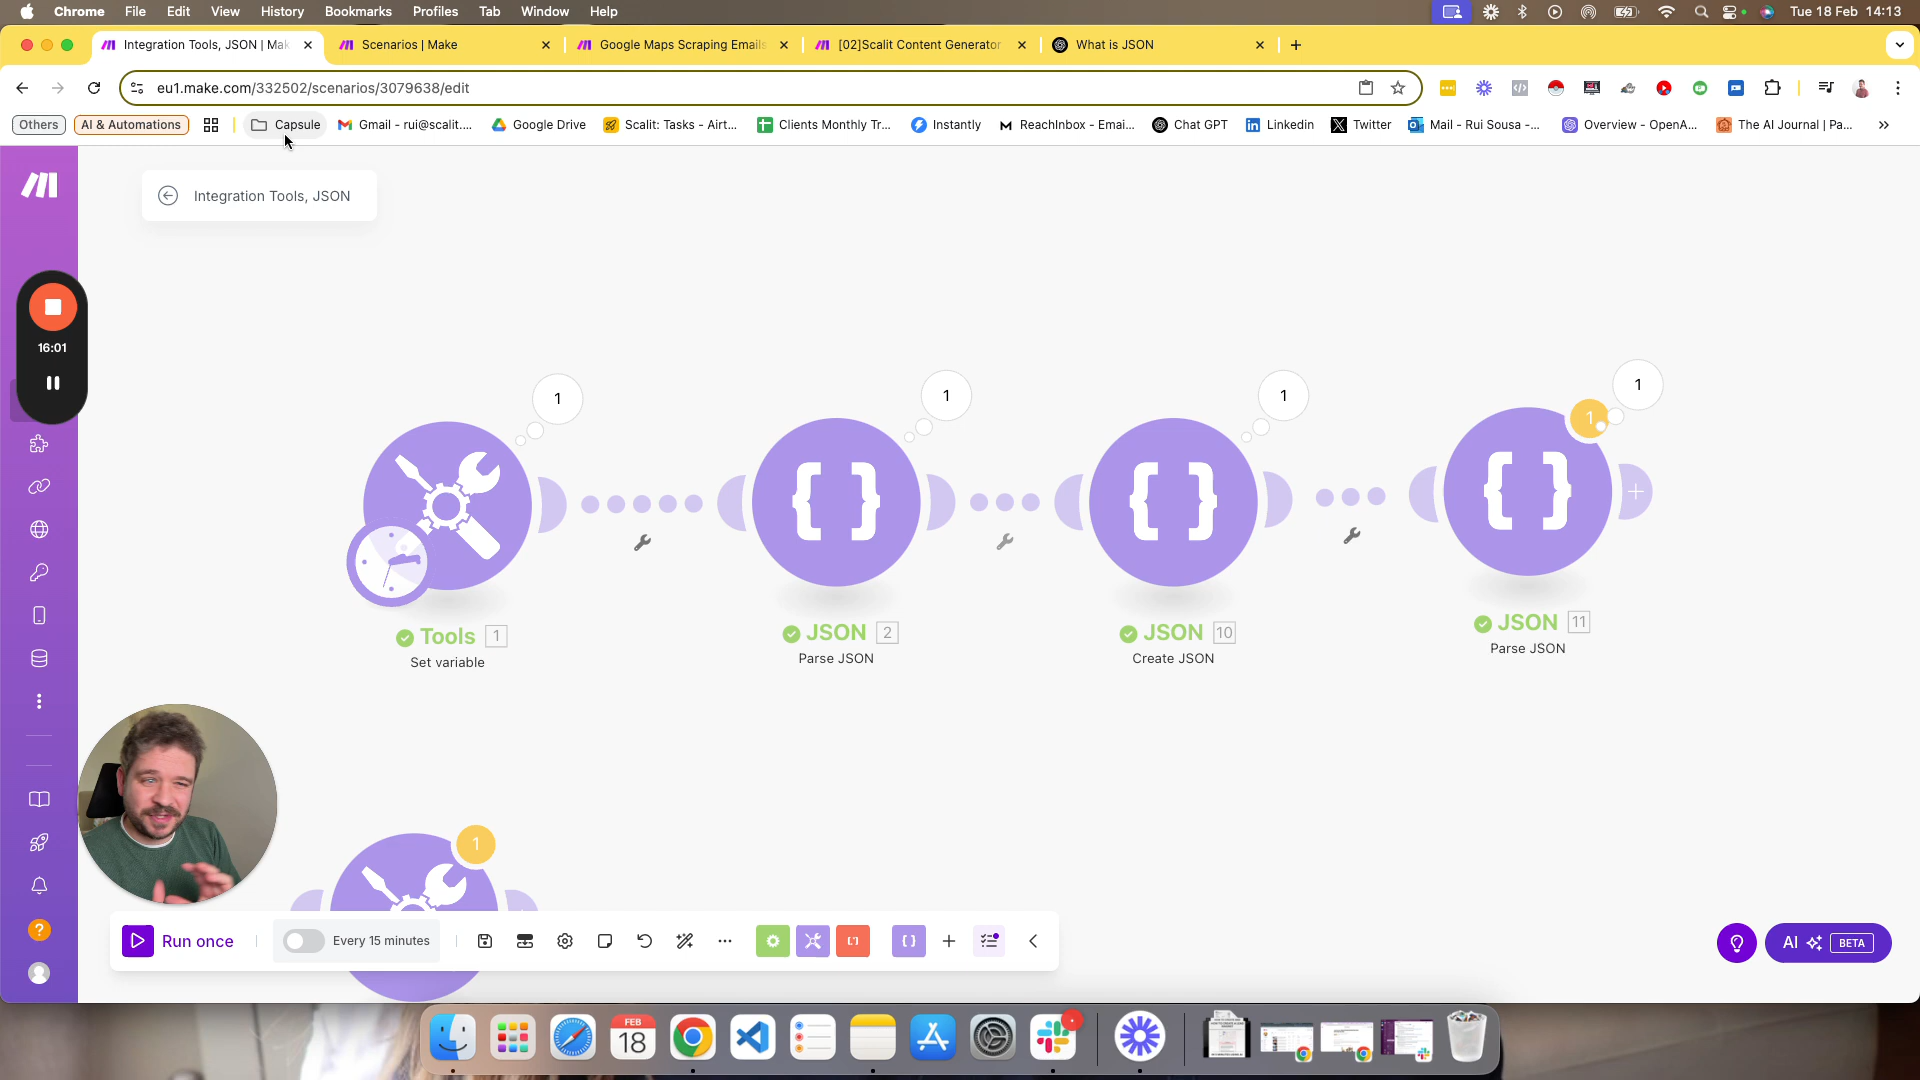 Chrome File Edit View History Bookmarks Profiles Tab Window Help Tue 18 Feb 14:13
Integration Tools, JSON | Mak Scenarios | Make Google Maps Scraping Emails [02]Scalit Content Generator What is JSON
eu1.make.com/332502/scenarios/3079638/edit
Others AI & Automations Capsule Gmail - rui@scalit.... Google Drive Scalit: Tasks - Airt... Clients Monthly Tr... Instantly ReachInbox - Emai... Chat GPT Linkedin Twitter Mail - Rui Sousa -... Overview - OpenA... The AI Journal | Pa...
Integration Tools, JSON
16:01
1 1 1 1
1
Tools 1
Set variable
JSON 2
Parse JSON
JSON 10
Create JSON
JSON 11
Parse JSON
1
Run once Every 15 minutes
AI BETA
FEB
18